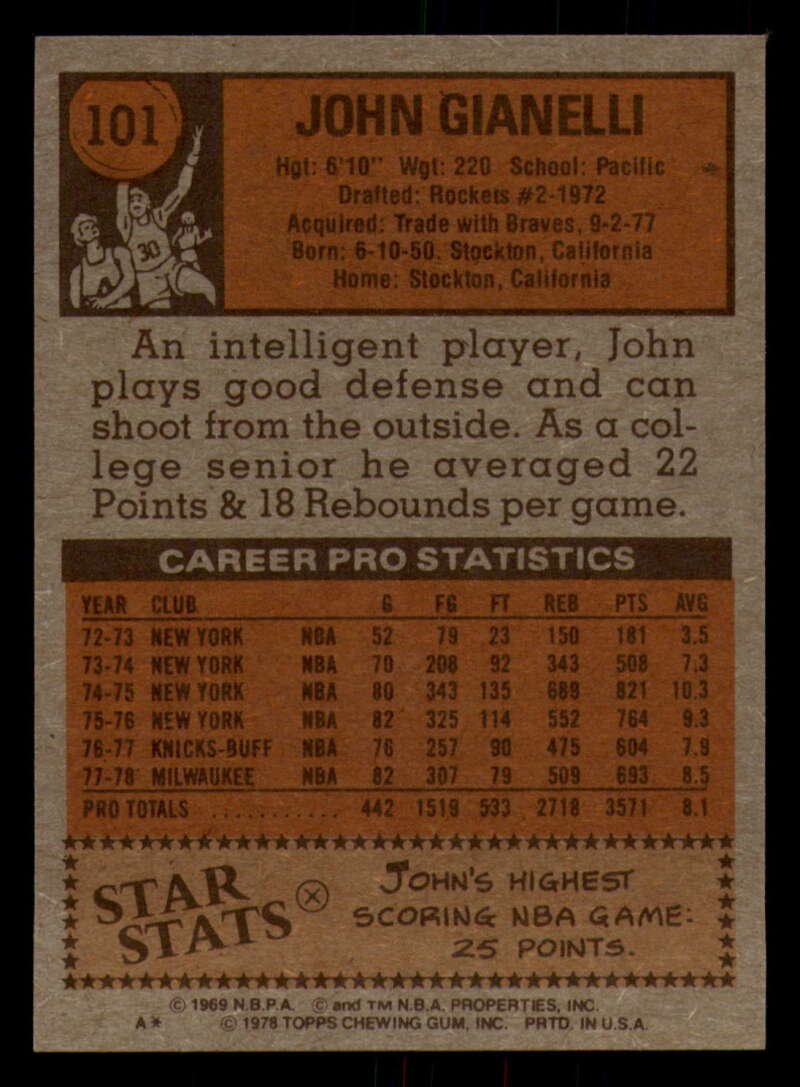 101
JOHN GIANELLI
Hgt: 6'10" Wgt: 220 School: Pacific
Drafted: Rockets #2-1972
Acquired: Trade with Braves, 9-2-77
Born: 6-10-50, Stockton, California
Home: Stockton, California
30
An intelligent player, John
plays good defense and can
shoot from the outside. As a col-
lege senior he averaged 22
Points & 18 Rebounds per game.
CAREER PRO STATISTICS
YEAR CLUB G FG FT REB PTS AVG
72-73 NEW YORK NBA 52 79 23 150 181 3.5
73-74 NEW YORK NBA 70 208 92 343 508 7.3
74-75 NEW YORK NBA 80 343 135 689 821 10.3
75-76 NEW YORK NBA 82 325 114 552 764 9.3
76-77 KNICKS-BUFF NBA 76 257 90 475 604 7.9
77-78 MILWAUKEE NBA 82 307 79 509 693 8.5
PRO TOTALS ........... 442 1519 533 2718 3571 8.1
STAR
STATS
JOHN'S HIGHEST
SCORING NBA GAME:
25 POINTS.
© 1969 N.B.P.A. © and TM N.B.A. PROPERTIES, INC.
A* © 1978 TOPPS CHEWING GUM, INC. PRTD. IN U.S.A.